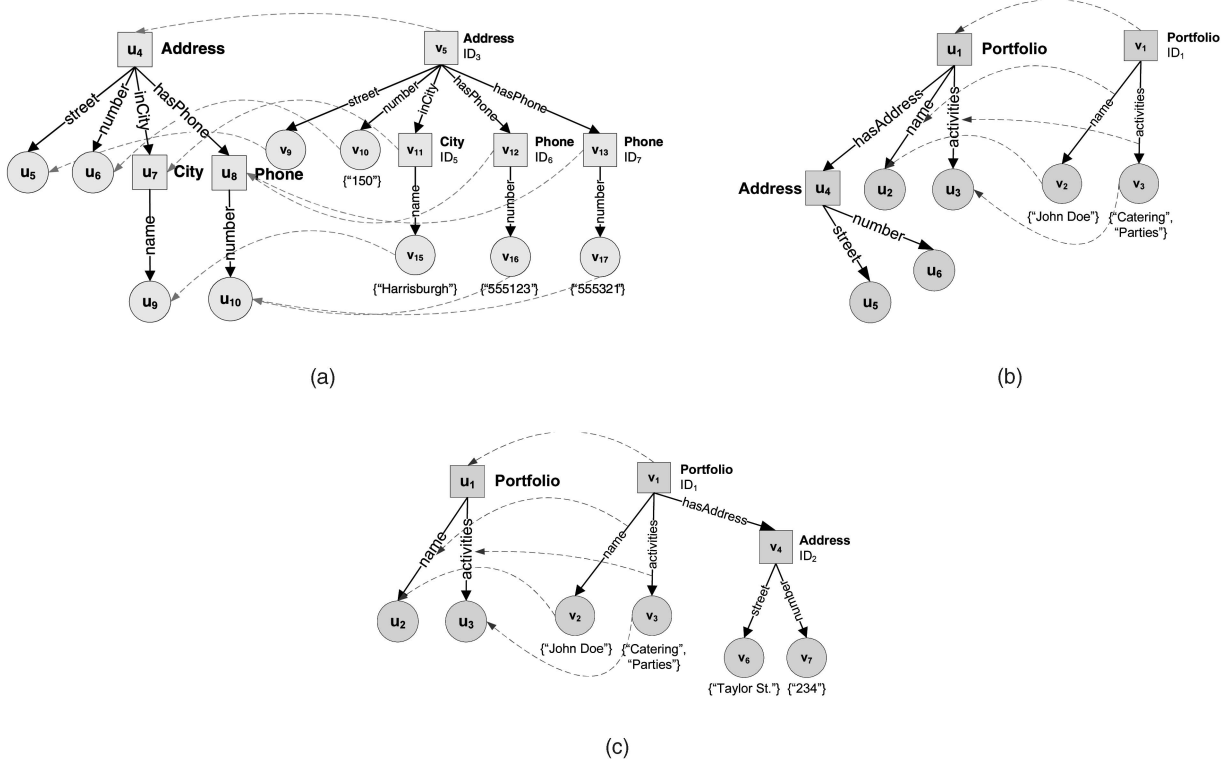 u4 Address
v5 Address
ID3
street
number
inCity
hasPhone
street
number
inCity
hasPhone
hasPhone
u5
u6
u7 City
u8 Phone
v9
v10
{“150”}
v11 City
ID5
v12 Phone
ID6
v13 Phone
ID7
name
number
name
number
number
u9
u10
v15
{“Harrisburgh”}
v16
{“555123”}
v17
{“555321”}
(a)
u1 Portfolio
v1 Portfolio
ID1
hasAddress
name
activities
name
activities
Address u4
u2
u3
v2
{“John Doe”}
v3
{“Catering”,
“Parties”}
street
number
u5
u6
(b)
u1 Portfolio
v1 Portfolio
ID1
name
activities
name
activities
hasAddress
v4 Address
ID2
u2
u3
v2
{“John Doe”}
v3
{“Catering”,
“Parties”}
street
number
v6
{“Taylor St.”}
v7
{“234”}
(c)